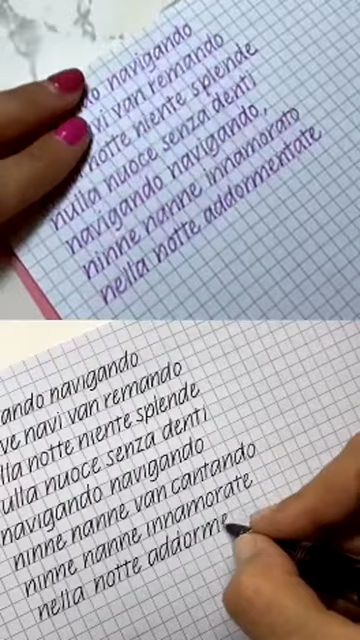 navigando
navi van remando
notte niente splende
nulla nuoce senza denti
navigando navigando,
ninne nanne innamorato
nella notte addormentate
navigando
navi van remando
notte niente splende
nulla nuoce senza denti
navigando navigando
ninne nanne van cantando
ninne nanne innamorate
nella notte addorme